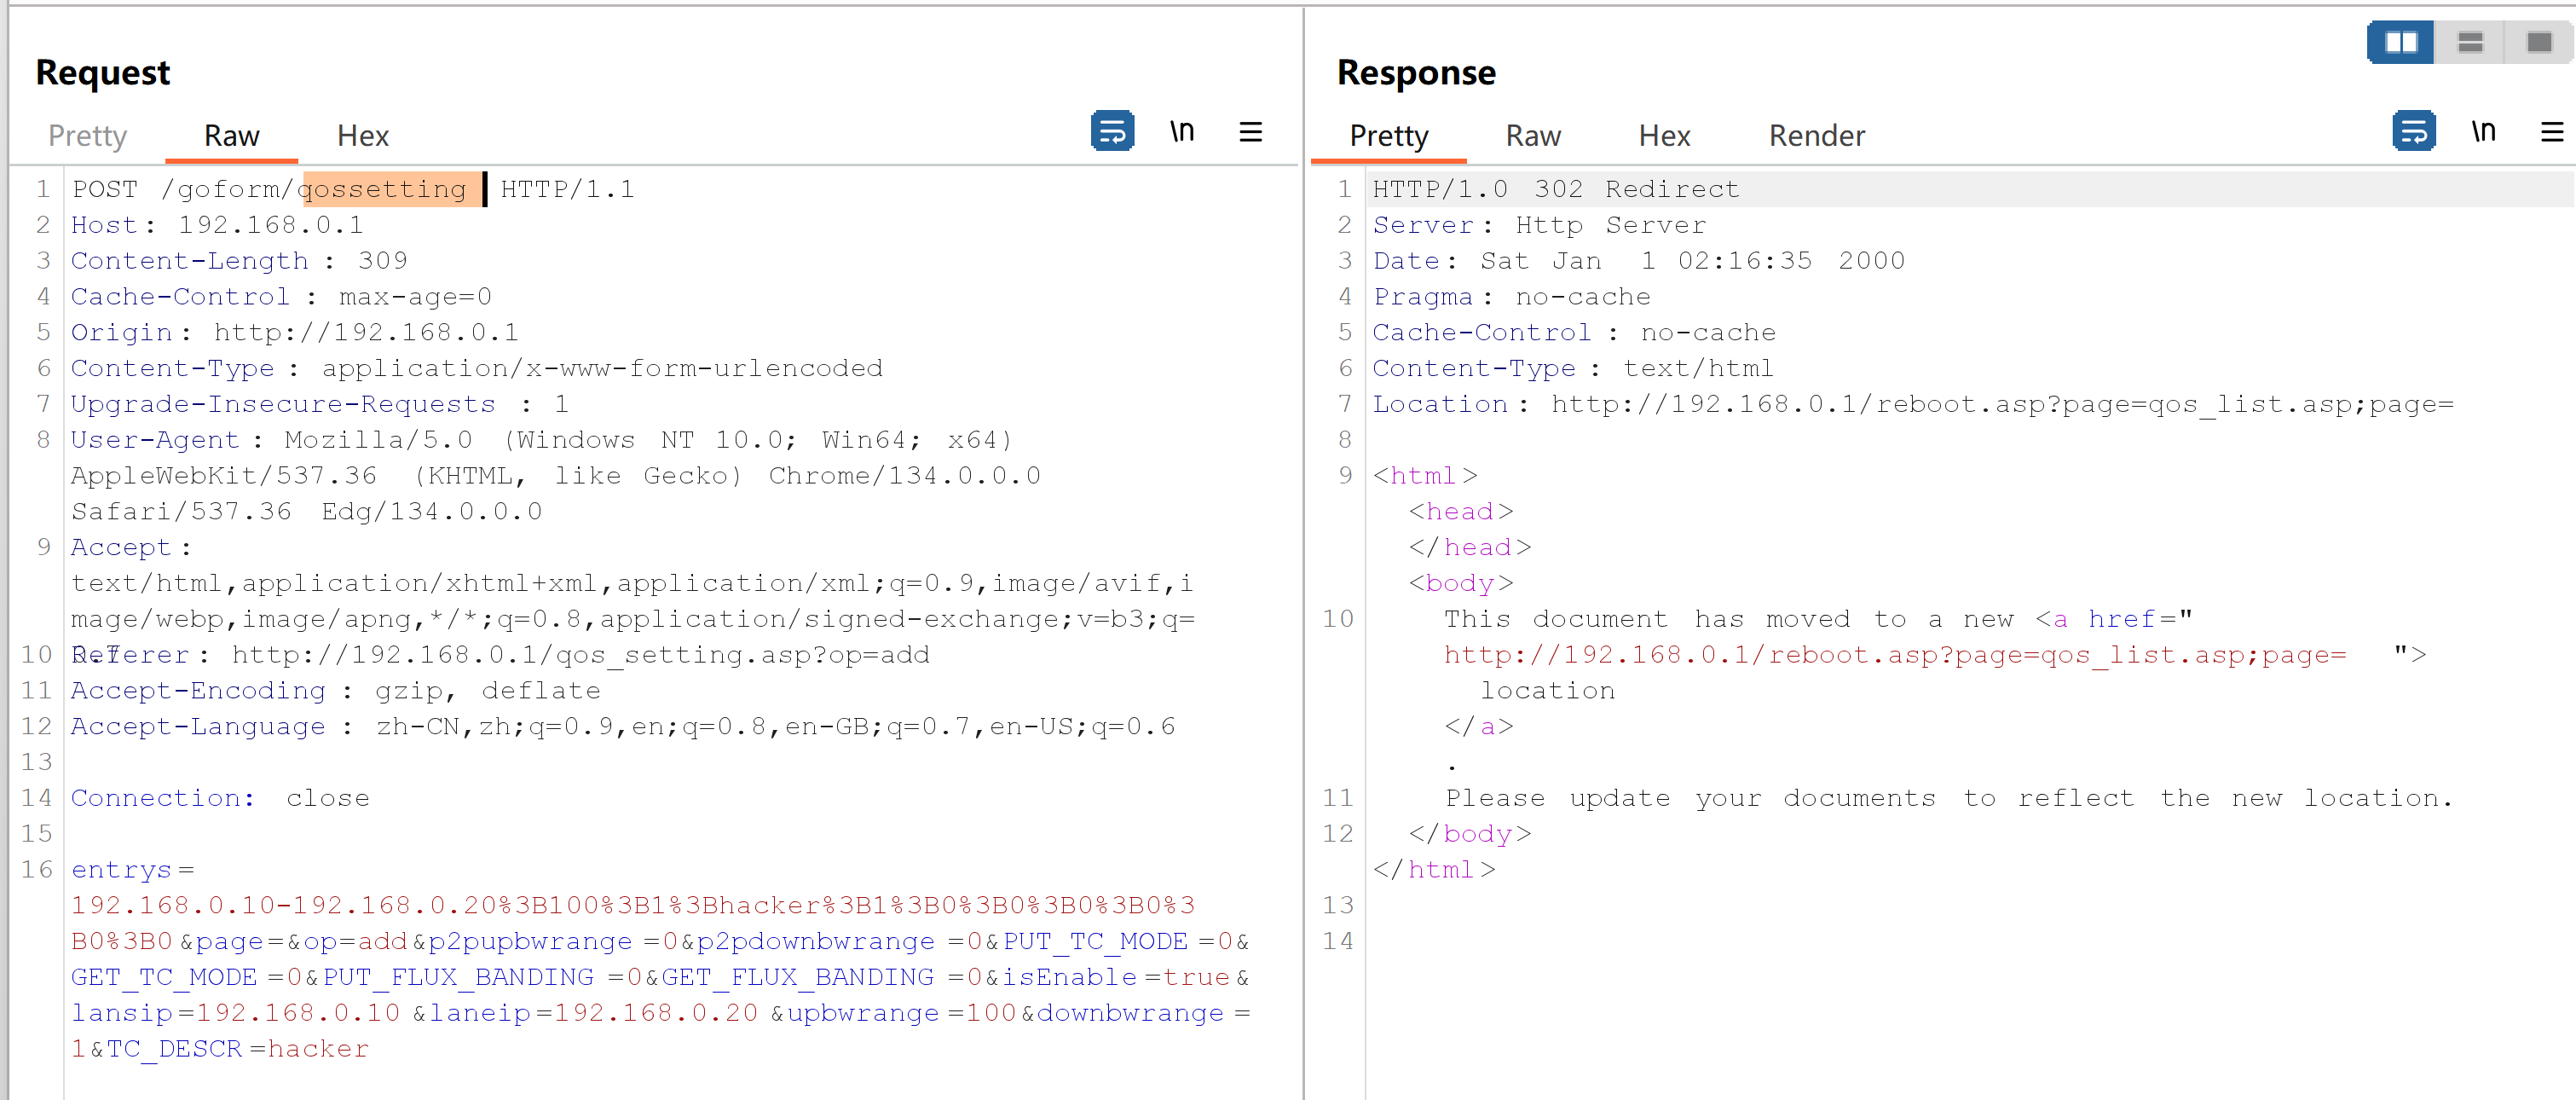 Request
Pretty Raw Hex \n
1 POST /goform/qossetting HTTP/1.1
2 Host: 192.168.0.1
3 Content-Length : 309
4 Cache-Control : max-age=0
5 Origin: http://192.168.0.1
6 Content-Type : application/x-www-form-urlencoded
7 Upgrade-Insecure-Requests : 1
8 User-Agent : Mozilla/5.0 (Windows NT 10.0; Win64; x64)
AppleWebKit/537.36 (KHTML, like Gecko) Chrome/134.0.0.0
Safari/537.36 Edg/134.0.0.0
9 Accept :
text/html,application/xhtml+xml,application/xml;q=0.9,image/avif,i
mage/webp,image/apng,*/*;q=0.8,application/signed-exchange;v=b3;q=
10 Referer : http://192.168.0.1/qos_setting.asp?op=add
11 Accept-Encoding : gzip, deflate
12 Accept-Language : zh-CN,zh;q=0.9,en;q=0.8,en-GB;q=0.7,en-US;q=0.6
13
14 Connection: close
15
16 entrys=
192.168.0.10-192.168.0.20%3B100%3B1%3Bhacker%3B1%3B0%3B0%3B0%3B0%3
B0%3B0&page=&op=add&p2pupbwrange =0&p2pdownbwrange =0&PUT_TC_MODE =0&
GET_TC_MODE =0&PUT_FLUX_BANDING =0&GET_FLUX_BANDING =0&isEnable=true&
lansip=192.168.0.10 &laneip=192.168.0.20 &upbwrange =100&downbwrange =
1&TC_DESCR=hacker
Response
Pretty Raw Hex Render \n
1 HTTP/1.0 302 Redirect
2 Server: Http Server
3 Date: Sat Jan 1 02:16:35 2000
4 Pragma: no-cache
5 Cache-Control : no-cache
6 Content-Type : text/html
7 Location: http://192.168.0.1/reboot.asp?page=qos_list.asp;page=
8
9 <html>
<head>
</head>
<body>
10 This document has moved to a new <a href="
http://192.168.0.1/reboot.asp?page=qos_list.asp;page= ">
location
</a>
.
11 Please update your documents to reflect the new location.
12 </body>
</html>
13
14